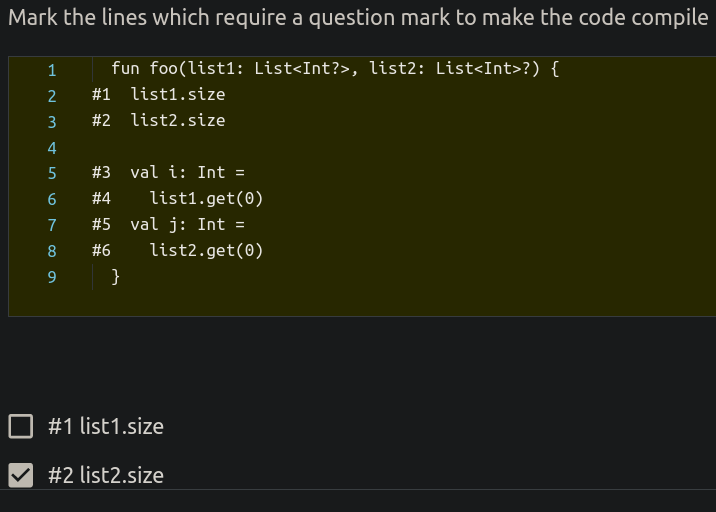 Mark the lines which require a question mark to make the code compile
1 fun foo(list1: List<Int?>, list2: List<Int>?) {
2 #1 list1.size
3 #2 list2.size
4
5 #3 val i: Int =
6 #4 list1.get(0)
7 #5 val j: Int =
8 #6 list2.get(0)
9 }
#1 list1.size
#2 list2.size